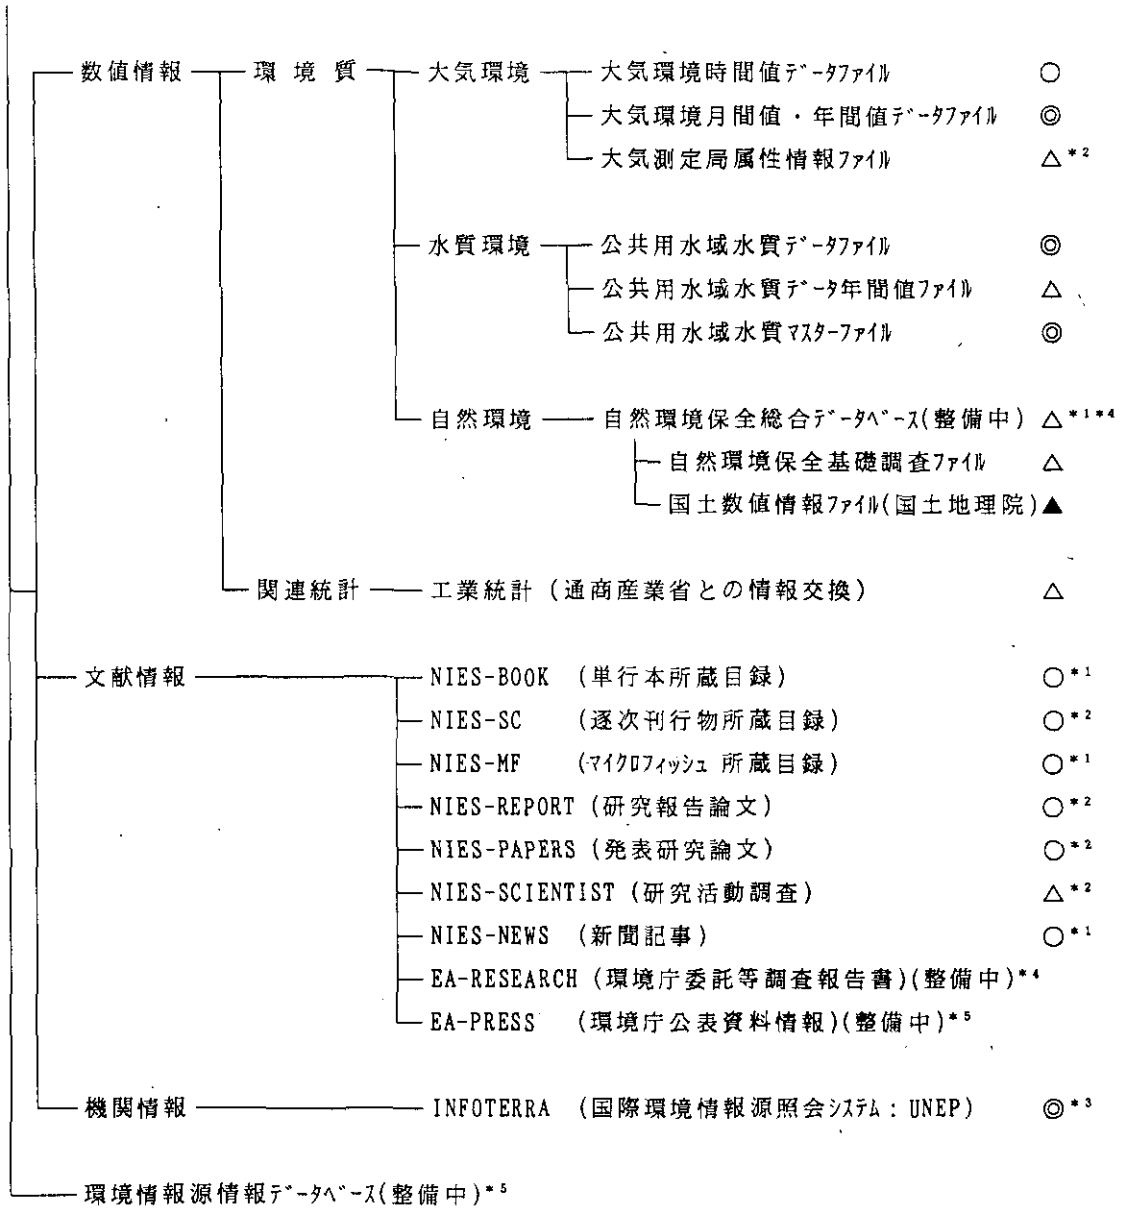 数値情報 環境質 大気環境 大気環境時間値ﾃﾞｰﾀﾌｧｲﾙ ○
大気環境月間値・年間値ﾃﾞｰﾀﾌｧｲﾙ ◎
大気測定局属性情報ﾌｧｲﾙ △*2
水質環境 公共用水域水質ﾃﾞｰﾀﾌｧｲﾙ ◎
公共用水域水質ﾃﾞｰﾀ年間値ﾌｧｲﾙ △
公共用水域水質ﾏｽﾀｰﾌｧｲﾙ ◎
自然環境 自然環境保全総合ﾃﾞｰﾀﾍﾞｰｽ(整備中) △*1*4
自然環境保全基礎調査ﾌｧｲﾙ △
国土数値情報ﾌｧｲﾙ(国土地理院) ▲
関連統計 工業統計 (通商産業省との情報交換) △
文献情報 NIES-BOOK (単行本所蔵目録) ○*1
NIES-SC (逐次刊行物所蔵目録) ○*2
NIES-MF (ﾏｲｸﾛﾌｨｯｼｭ 所蔵目録) ○*1
NIES-REPORT (研究報告論文) ○*2
NIES-PAPERS (発表研究論文) ○*2
NIES-SCIENTIST (研究活動調査) △*2
NIES-NEWS (新聞記事) ○*1
EA-RESEARCH (環境庁委託等調査報告書)(整備中)*4
EA-PRESS (環境庁公表資料情報)(整備中)*5
機関情報 INFOTERRA (国際環境情報源照会ｼｽﾃﾑ : UNEP) ◎*3
環境情報源情報ﾃﾞｰﾀﾍﾞｰｽ(整備中)*5